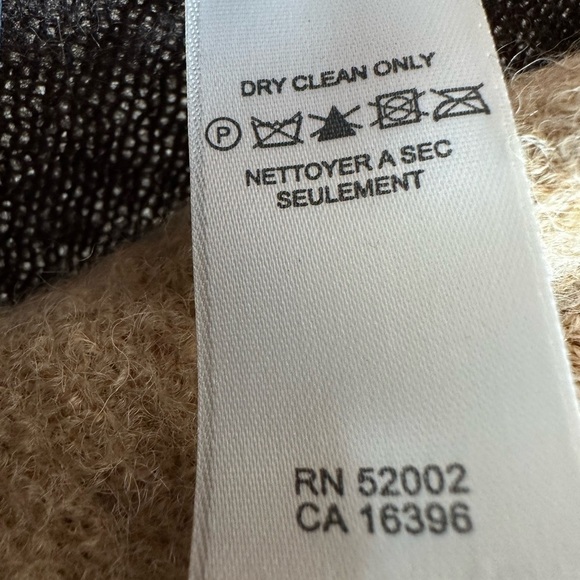 DRY CLEAN ONLY
P
NETTOYER A SEC
SEULEMENT
RN 52002
CA 16396